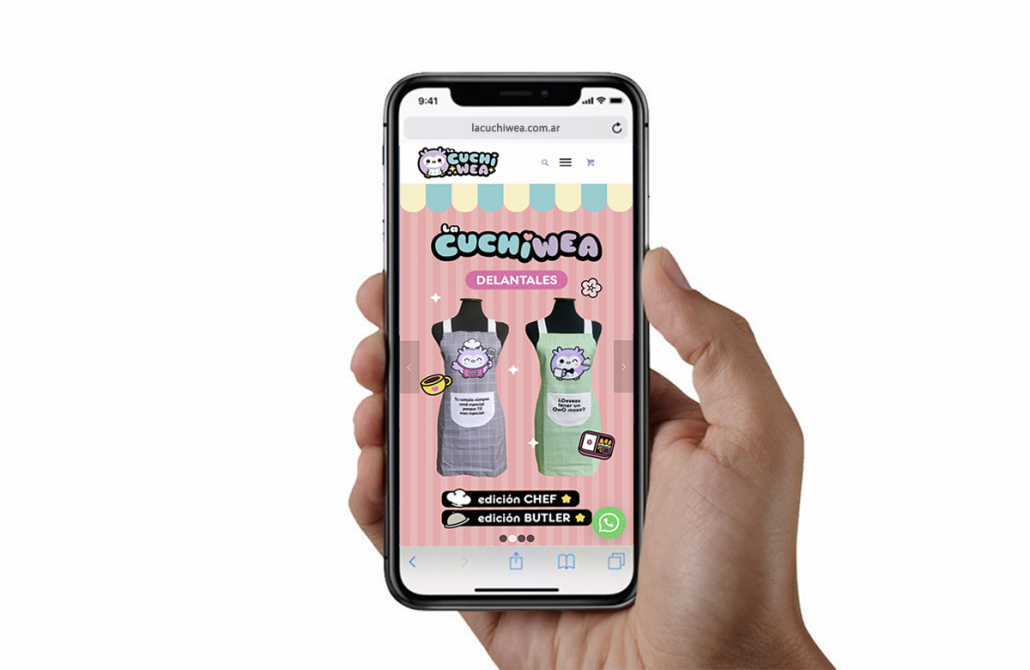 9:41
lacuchiwea.com.ar
La
CUCHI
WEA
La
CUCHiWEA
DELANTALES
Tu comida siempre
será especial
porque TÚ
eres especial
¿Deseas
tener un
OwO mozo?
edición CHEF
edición BUTLER